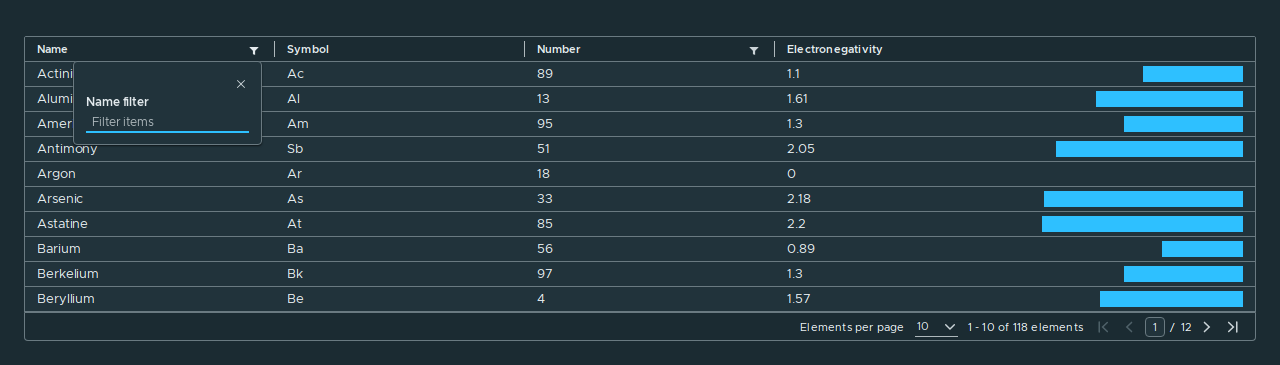 Name Symbol Number Electronegativity
Actini Ac 89 1.1
Alumi Al 13 1.61
Name filter
Filter items
Amer Am 95 1.3
Antimony Sb 51 2.05
Argon Ar 18 0
Arsenic As 33 2.18
Astatine At 85 2.2
Barium Ba 56 0.89
Berkelium Bk 97 1.3
Beryllium Be 4 1.57
Elements per page 10 1 - 10 of 118 elements 1 / 12